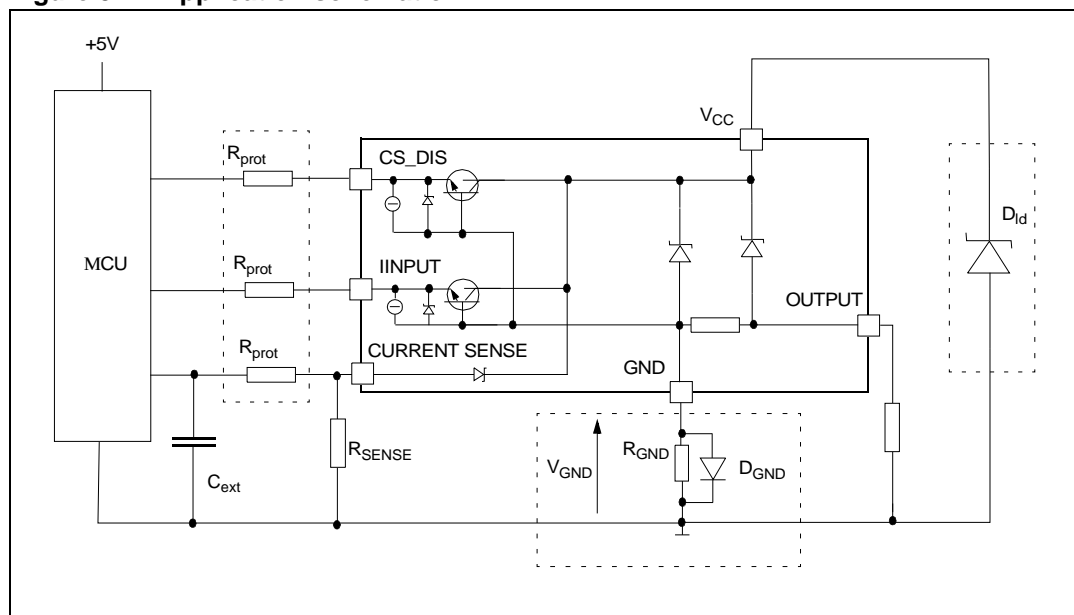 +5V
VCC
Rprot
CS_DIS
Dld
MCU
Rprot
IINPUT
OUTPUT
Rprot
CURRENT SENSE
GND
RSENSE
VGND
RGND
DGND
Cext